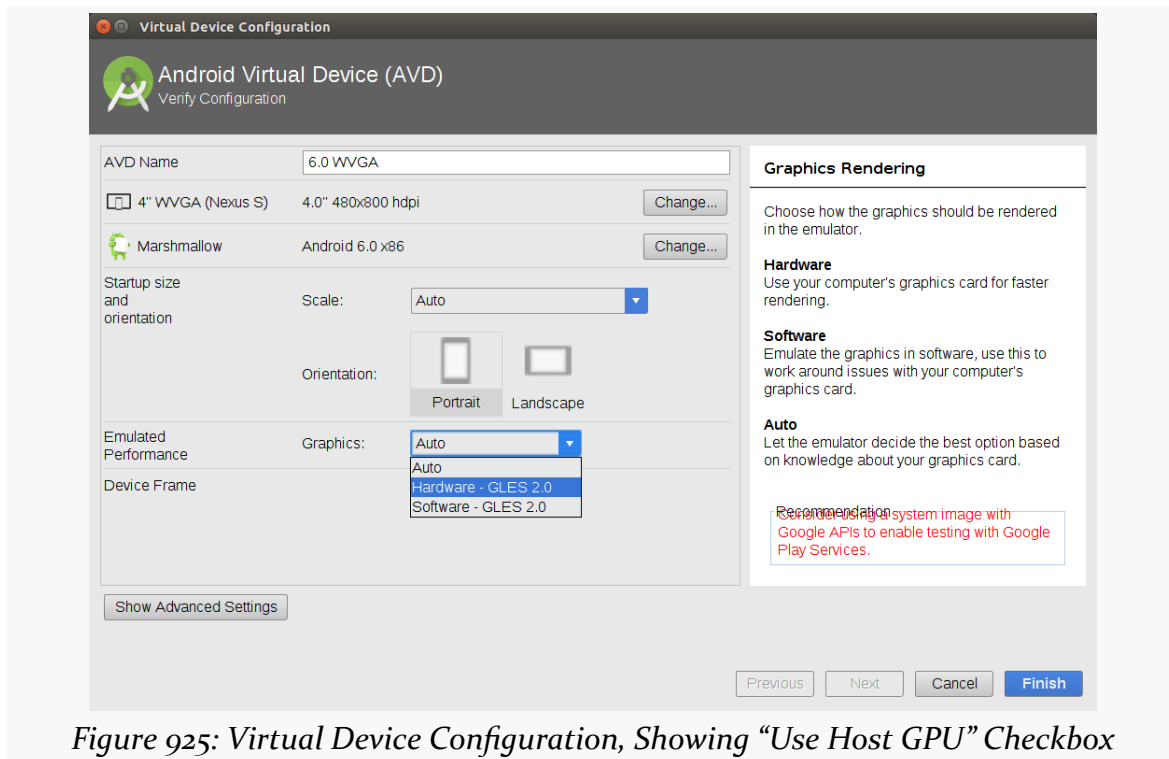 Virtual Device Configuration
Android Virtual Device (AVD)
Verify Configuration
AVD Name
6.0 WVGA
4" WVGA (Nexus S)
4.0" 480x800 hdpi
Change...
Marshmallow
Android 6.0 x86
Change...
Startup size
and
orientation
Scale:
Auto
Orientation:
Portrait
Landscape
Emulated
Performance
Graphics:
Auto
Auto
Hardware - GLES 2.0
Software - GLES 2.0
Device Frame
Show Advanced Settings
Graphics Rendering
Choose how the graphics should be rendered
in the emulator.
Hardware
Use your computer's graphics card for faster
rendering.
Software
Emulate the graphics in software, use this to
work around issues with your computer's
graphics card.
Auto
Let the emulator decide the best option based
on knowledge about your graphics card.
Recommendation
Consider using a system image with
Google APIs to enable testing with Google
Play Services.
Previous
Next
Cancel
Finish
Figure 925: Virtual Device Configuration, Showing “Use Host GPU” Checkbox